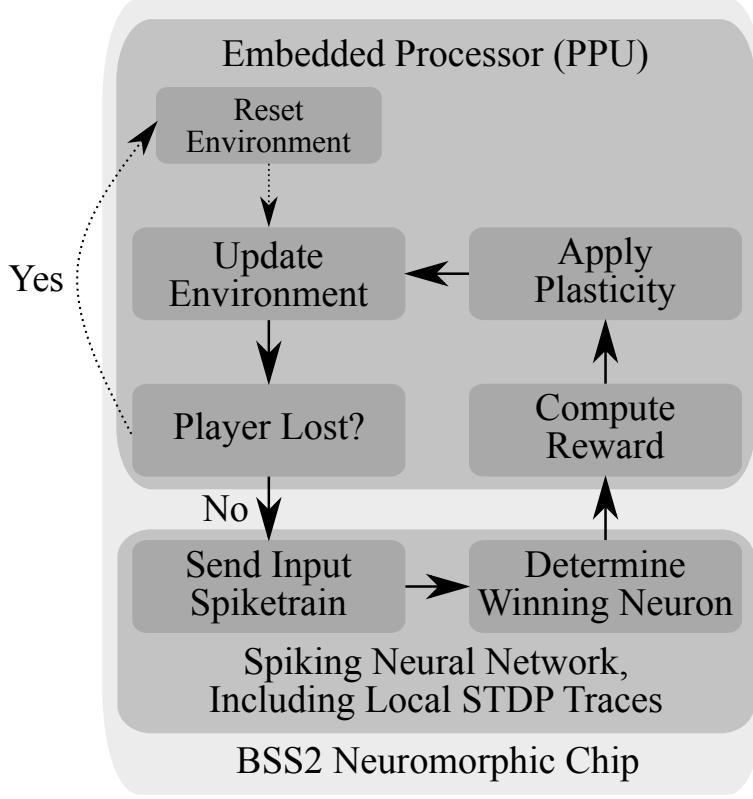 Embedded Processor (PPU)
Reset
Environment
Update
Environment
Apply
Plasticity
Yes
Player Lost?
Compute
Reward
No
Send Input
Spiketrain
Determine
Winning Neuron
Spiking Neural Network,
Including Local STDP Traces
BSS2 Neuromorphic Chip